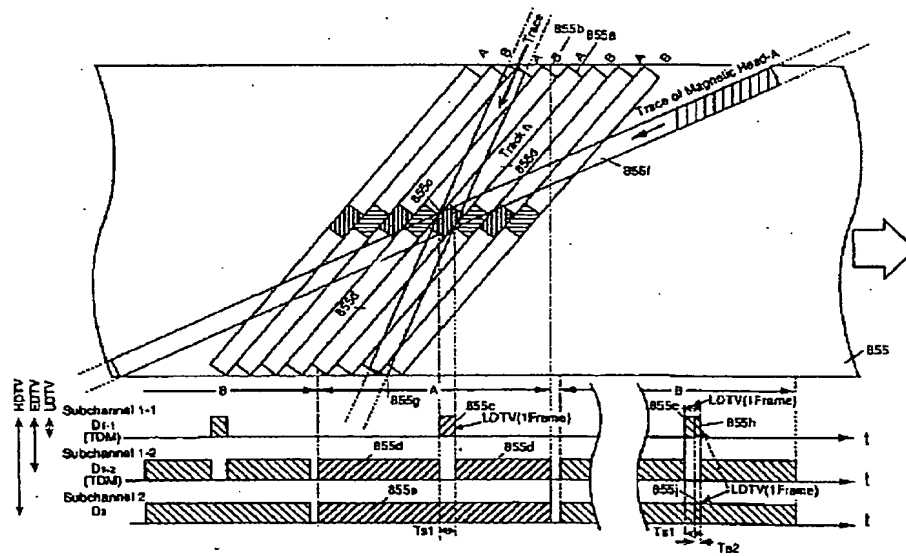 A
B
A
B
A
B
A
B
Trace
855b
855a
Trace of Magnetic Head-A
855f
Track A
855d
855c
855d
855
855g
HDTV
EDTV
LDTV
B
A
B
Subchannel 1-1
D1-1
(TDM)
855c
LDTV(1Frame)
855c
LDTV(1Frame)
855h
t
Subchannel 1-2
D1-2
(TDM)
855d
855d
t
Subchannel 2
D2
855e
855j
LDTV(1Frame)
t
Ts1
Ts1
Ts2